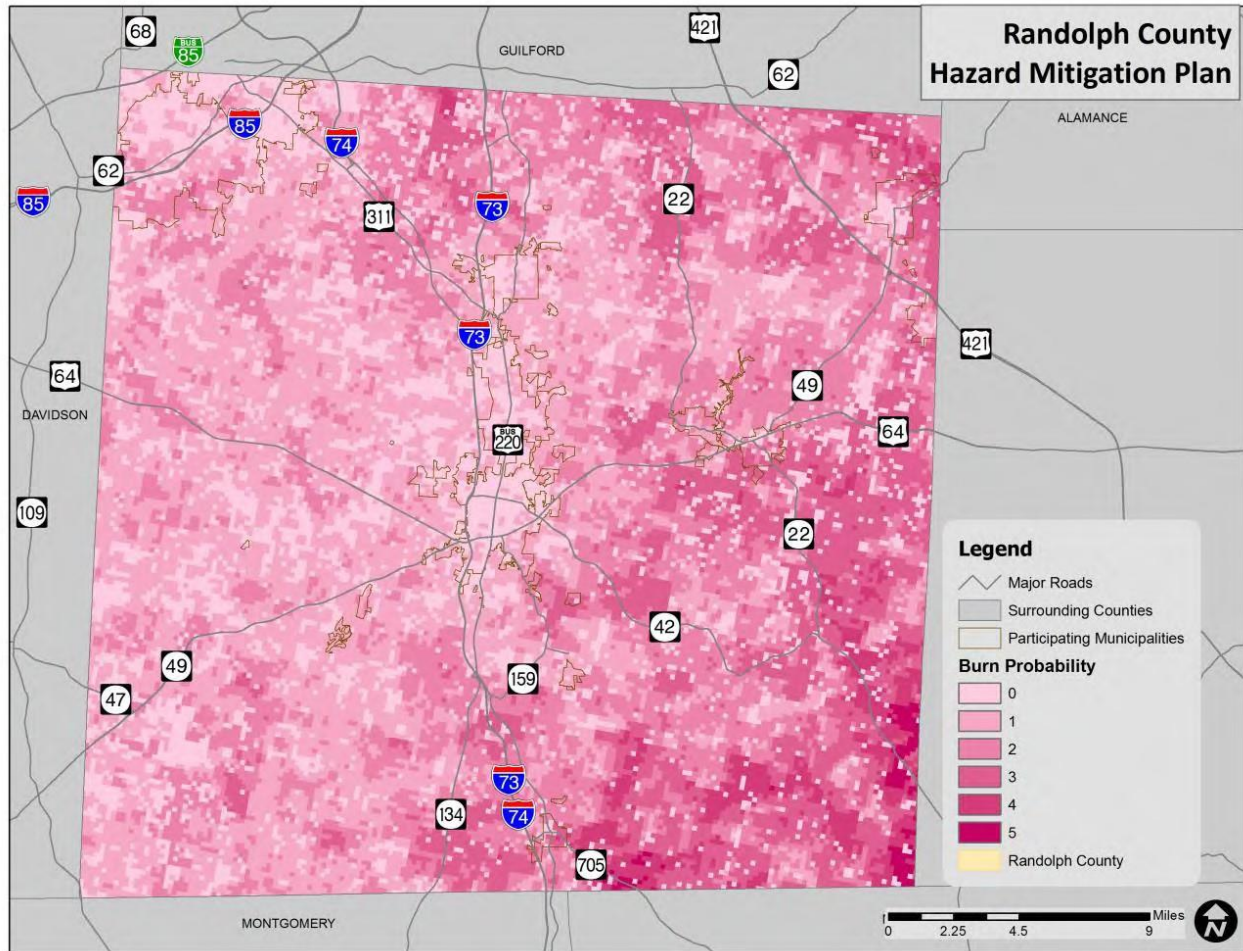 Randolph County
Hazard Mitigation Plan
68
BUS
85
GUILFORD
421
62
ALAMANCE
85
74
62
85
22
311
73
73
421
64
49
DAVIDSON
64
BUS
220
109
22
42
49
159
47
73
134
74
705
MONTGOMERY
Legend
Major Roads
Surrounding Counties
Participating Municipalities
Burn Probability
0
1
2
3
4
5
Randolph County
Miles
0 2.25 4.5 9
N